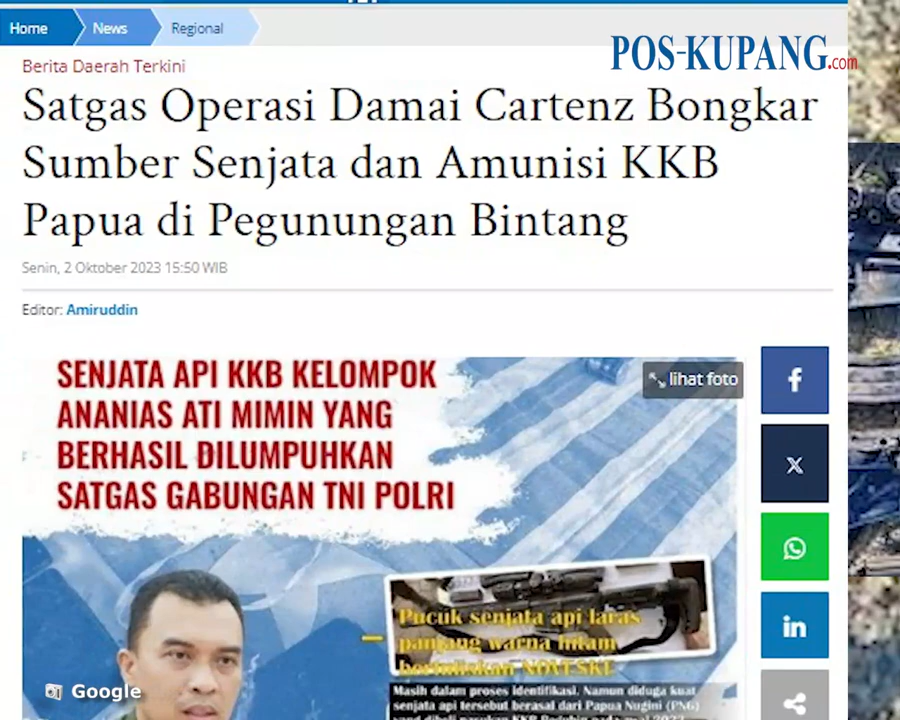 Home News Regional
POS-KUPANG.com
Berita Daerah Terkini
Satgas Operasi Damai Cartenz Bongkar
Sumber Senjata dan Amunisi KKB
Papua di Pegunungan Bintang
Senin, 2 Oktober 2023 15:50 WIB
Editor: Amiruddin
SENJATA API KKB KELOMPOK
ANANIAS ATI MIMIN YANG
BERHASIL DILUMPUHKAN
SATGAS GABUNGAN TNI POLRI
lihat foto
Pucuk senjata api laras
panjang warna hitam
bertuliskan NOVESKE
Masih dalam proses identifikasi. Namun diduga kuat
senjata api tersebut berasal dari Papua Nugini (PNG)
Google